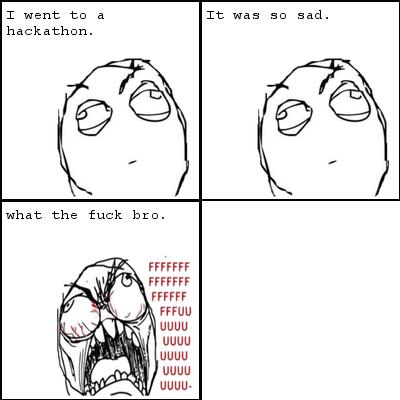 I went to a
hackathon.
It was so sad.
what the fuck bro.
FFFFFFF
FFFFFFF
FFFFFF
FFFUU
UUUU
UUUU
UUUU
UUUU
UUUU-